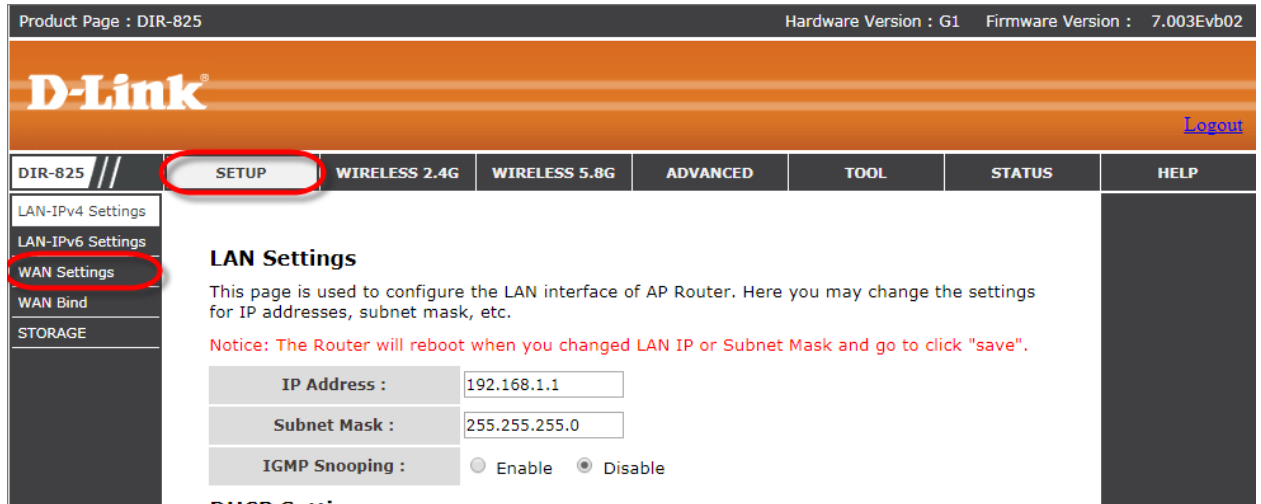 Product Page : DIR-825 Hardware Version : G1 Firmware Version : 7.003Evb02
D-Link®
Logout
DIR-825 SETUP WIRELESS 2.4G WIRELESS 5.8G ADVANCED TOOL STATUS HELP
LAN-IPv4 Settings
LAN-IPv6 Settings
WAN Settings
WAN Bind
STORAGE
LAN Settings
This page is used to configure the LAN interface of AP Router. Here you may change the settings
for IP addresses, subnet mask, etc.
Notice: The Router will reboot when you changed LAN IP or Subnet Mask and go to click "save".
IP Address : 192.168.1.1
Subnet Mask : 255.255.255.0
IGMP Snooping : Enable Disable